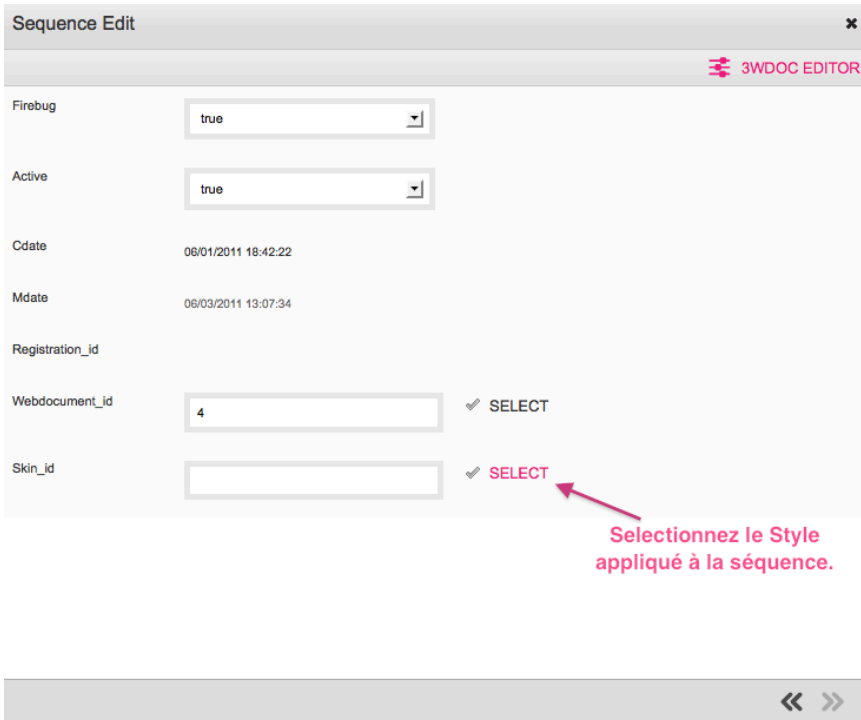 Sequence Edit
3WDOC EDITOR
Firebug
true
Active
true
Cdate
06/01/2011 18:42:22
Mdate
06/03/2011 13:07:34
Registration_id
Webdocument_id
4
SELECT
Skin_id
SELECT
Selectionnez le Style
appliqué à la séquence.